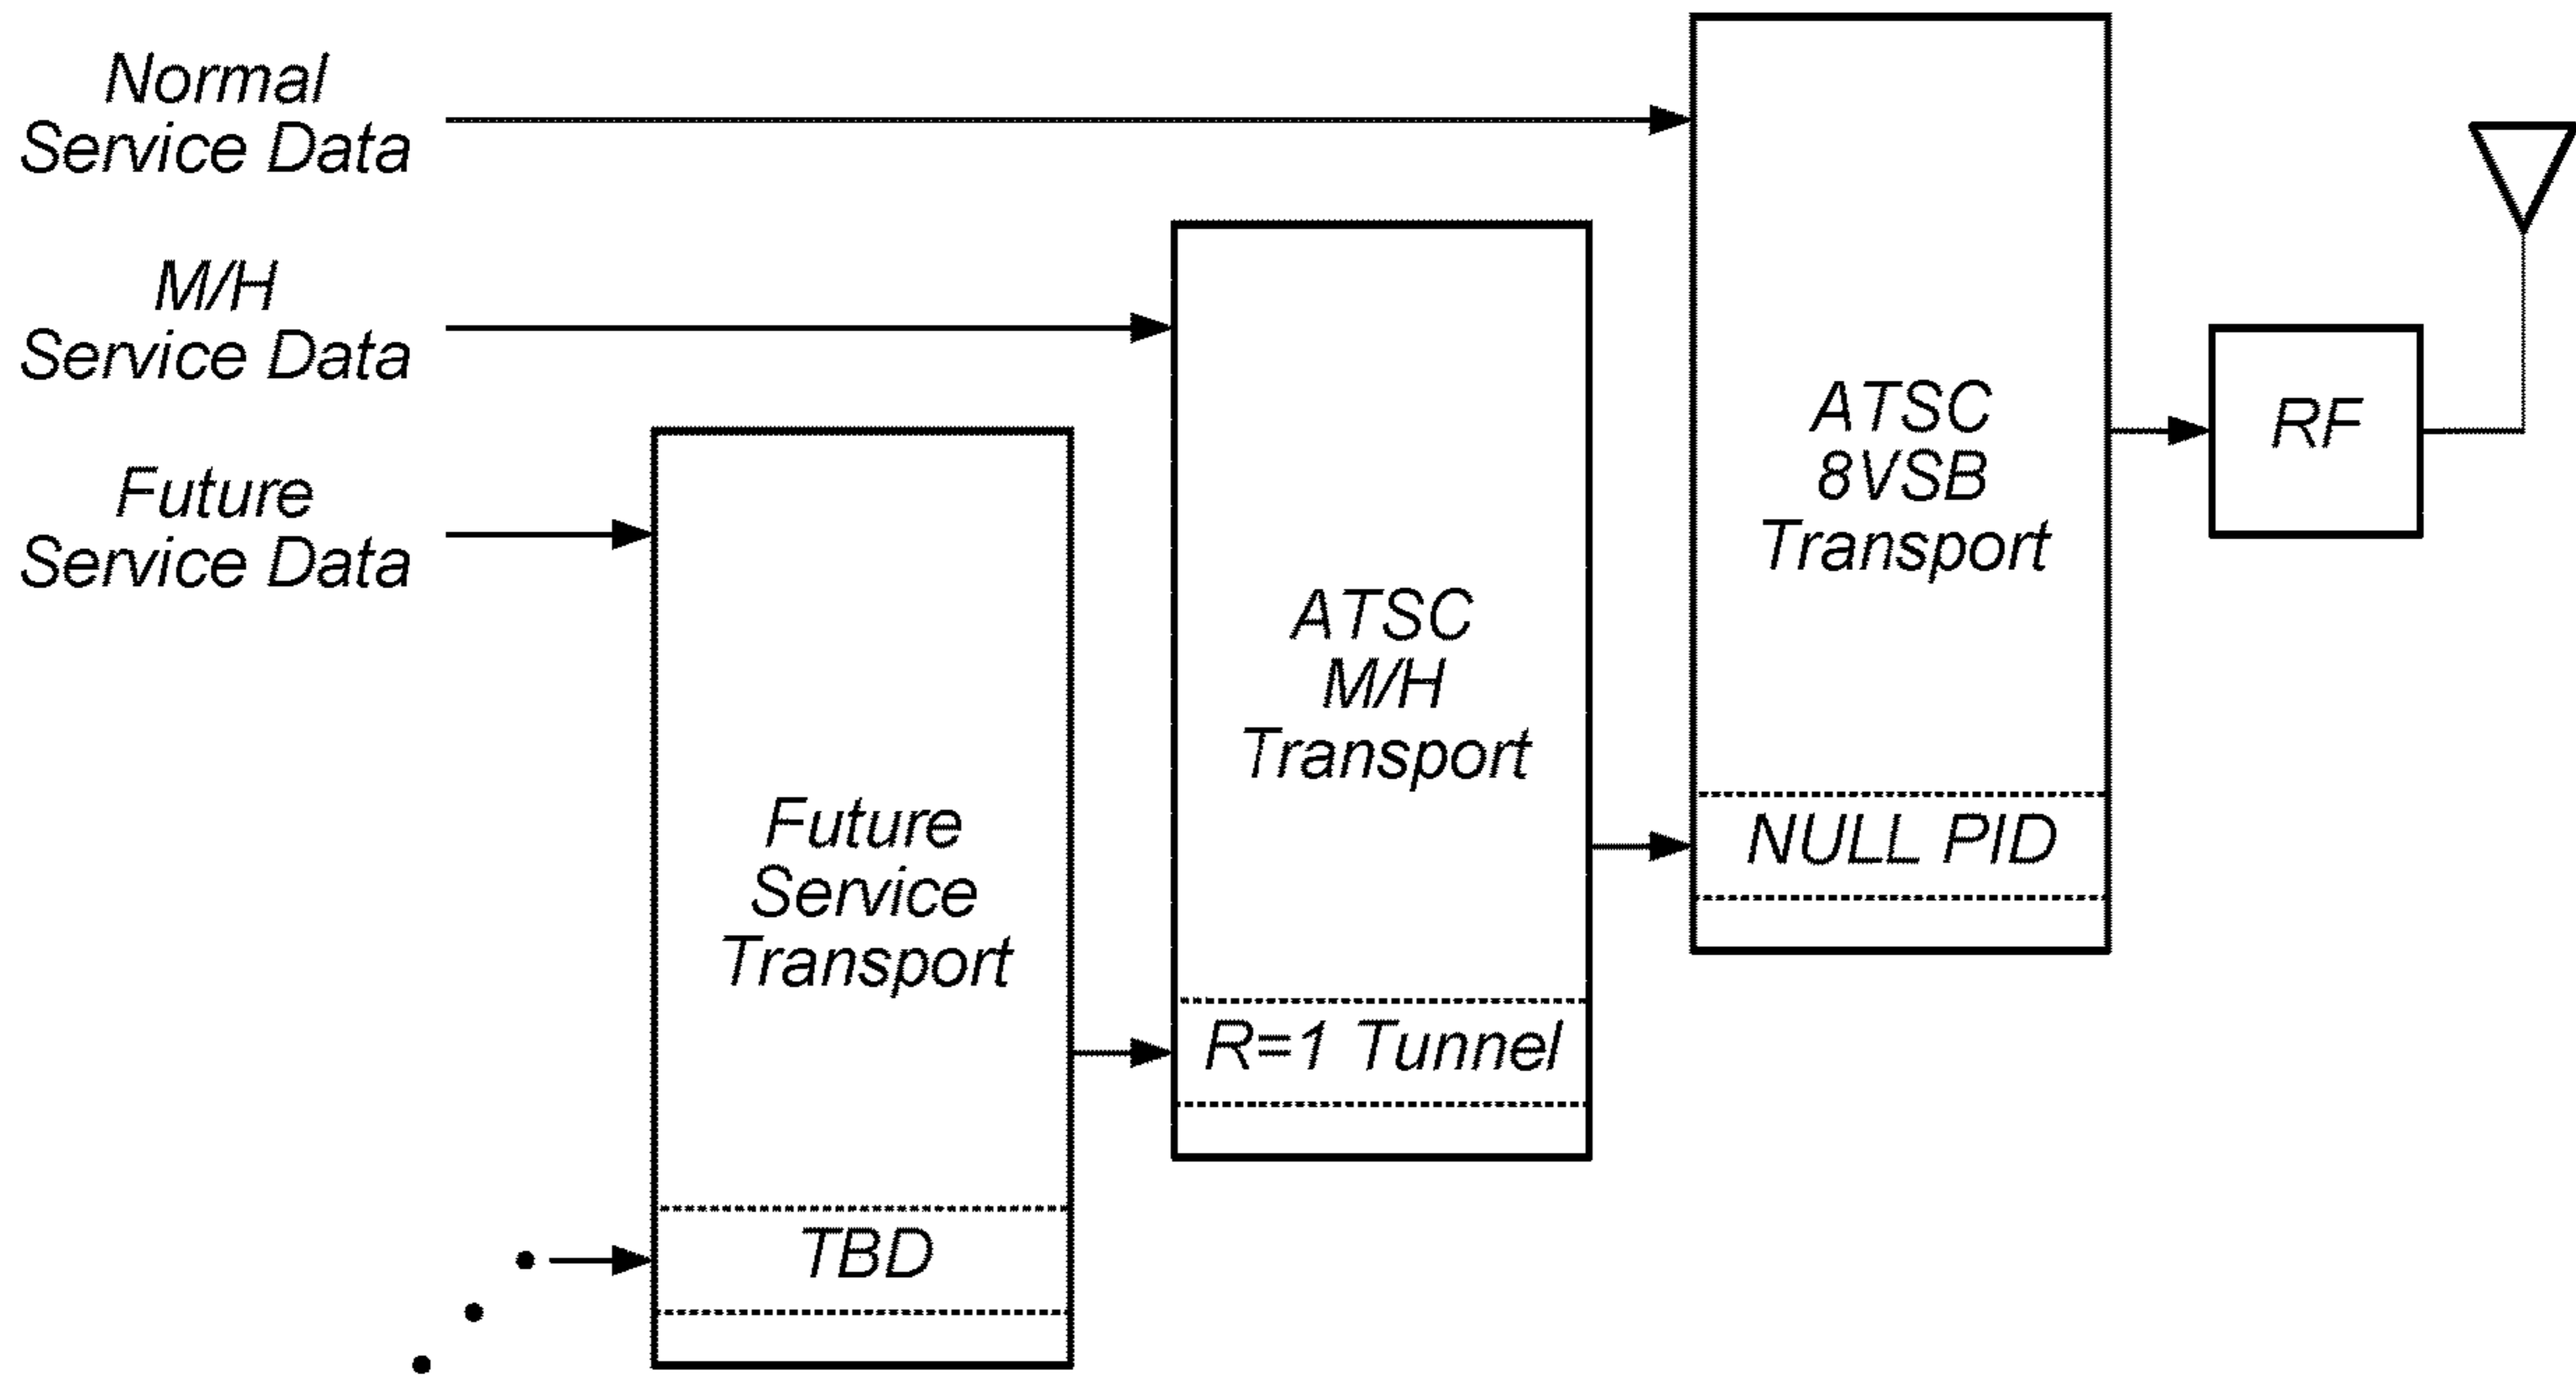 Normal
Service Data
M/H
Service Data
Future
Service Data
Future
Service
Transport
TBD
ATSC
M/H
Transport
R=1 Tunnel
ATSC
8VSB
Transport
NULL PID
RF